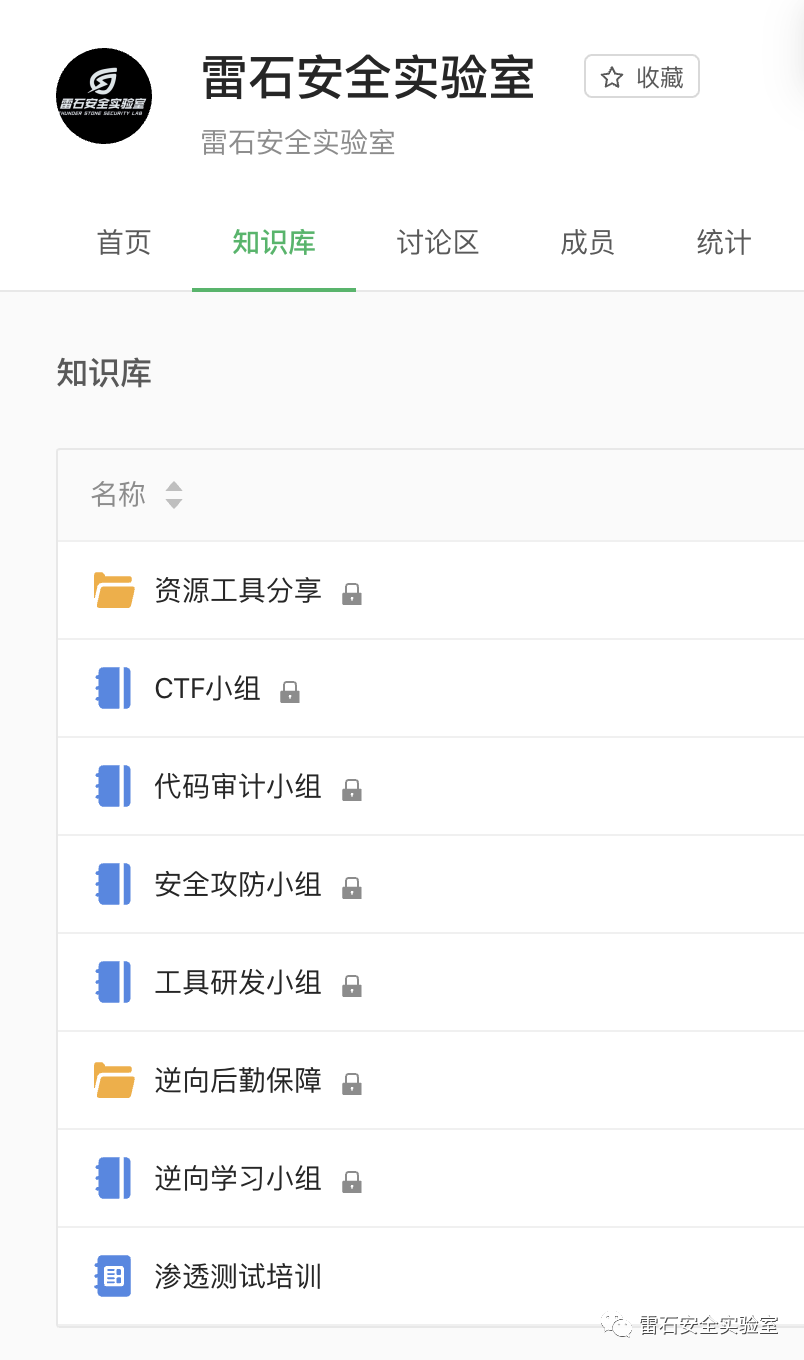 雷石安全实验室
THUNDER STONE SECURITY LAB
雷石安全实验室
收藏
雷石安全实验室
首页 知识库 讨论区 成员 统计
知识库
名称
资源工具分享
CTF小组
代码审计小组
安全攻防小组
工具研发小组
逆向后勤保障
逆向学习小组
渗透测试培训
雷石安全实验室